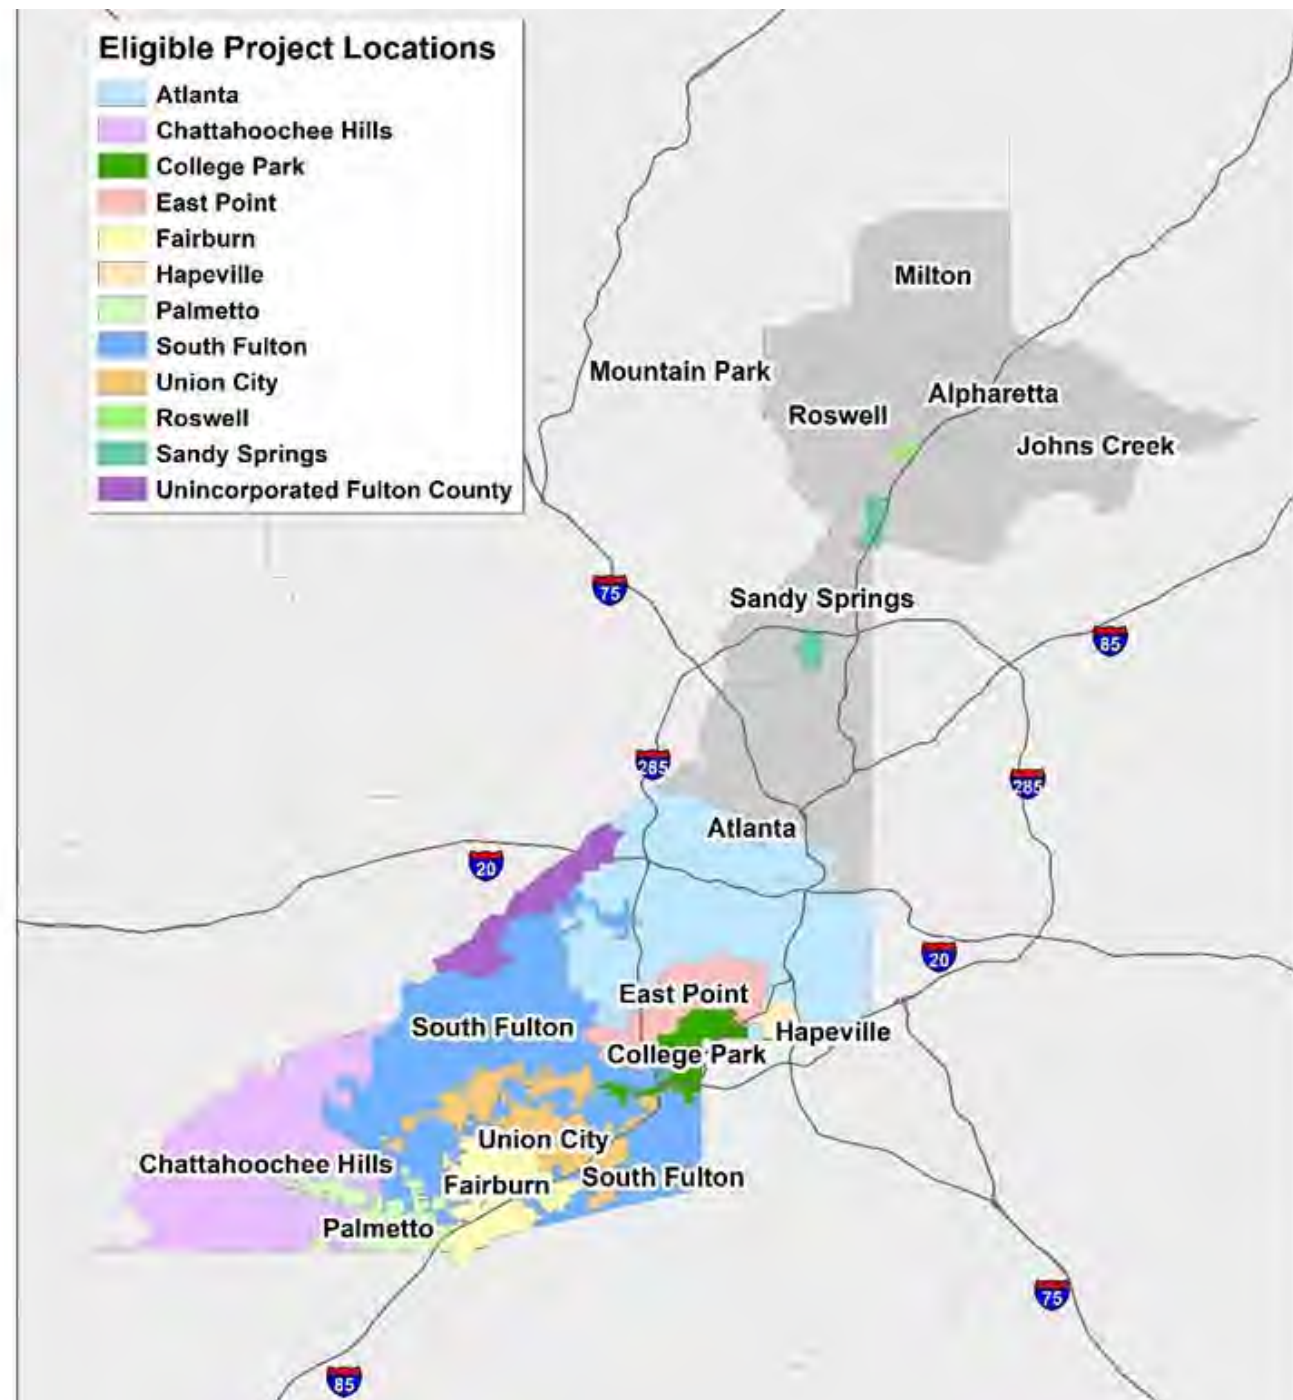 Eligible Project Locations
Atlanta
Chattahoochee Hills
College Park
East Point
Fairburn
Hapeville
Palmetto
South Fulton
Union City
Roswell
Sandy Springs
Unincorporated Fulton County
Milton
Mountain Park
Alpharetta
Roswell
Johns Creek
75
Sandy Springs
85
285
285
Atlanta
20
20
East Point
South Fulton
Hapeville
College Park
Union City
Chattahoochee Hills
South Fulton
Fairburn
Palmetto
75
85